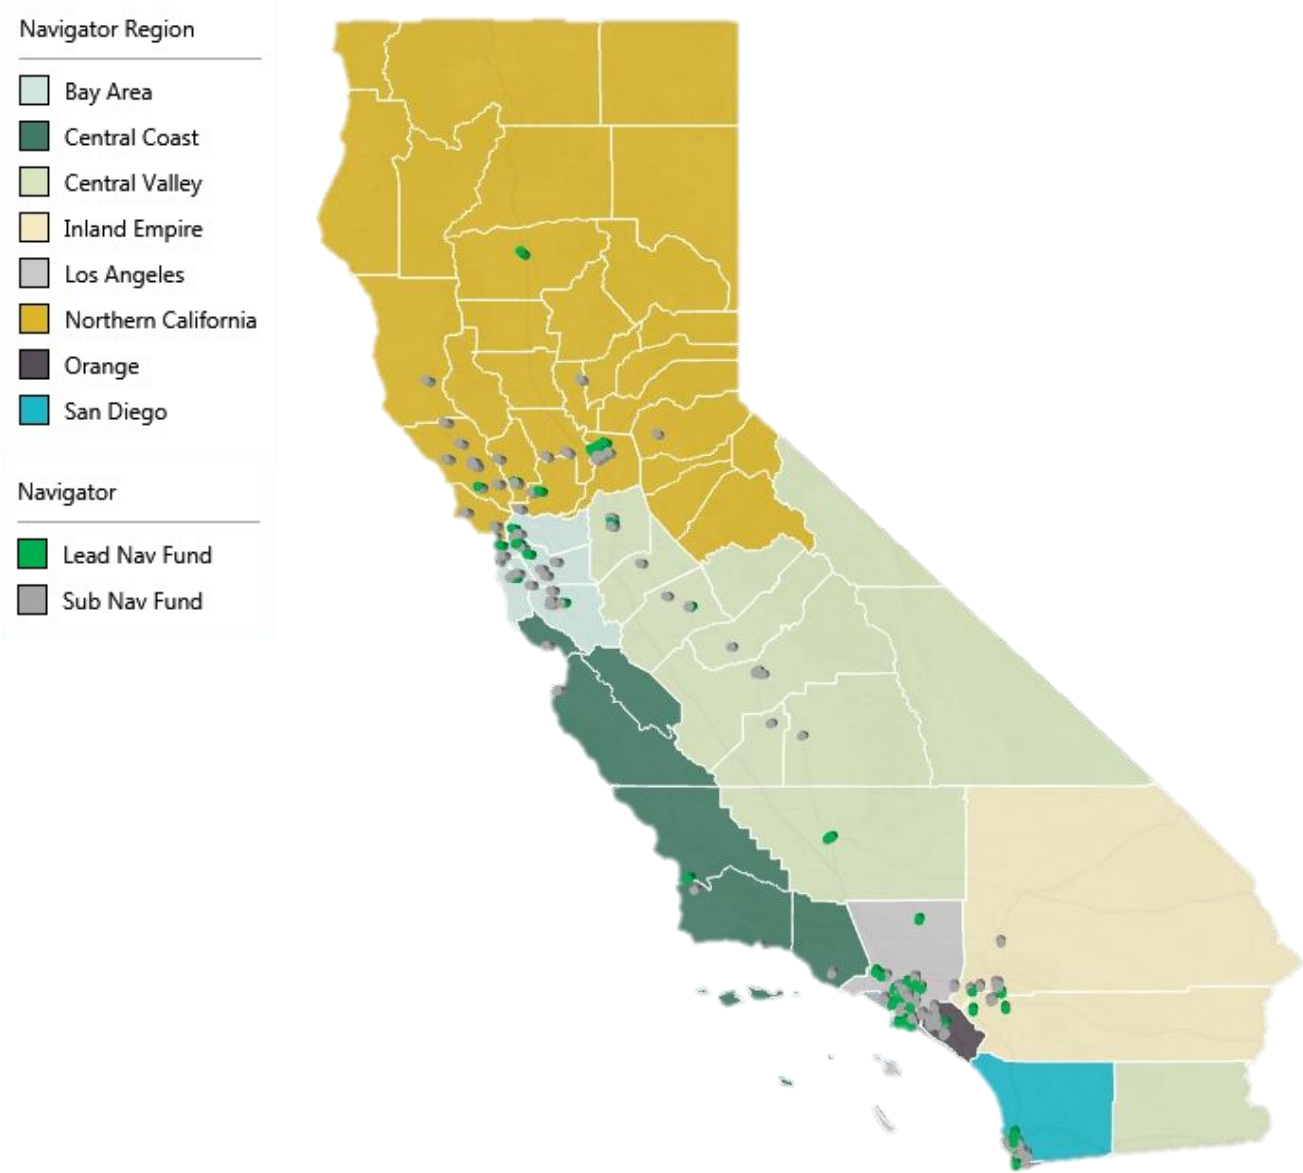 Navigator Region
Bay Area
Central Coast
Central Valley
Inland Empire
Los Angeles
Northern California
Orange
San Diego
Navigator
Lead Nav Fund
Sub Nav Fund